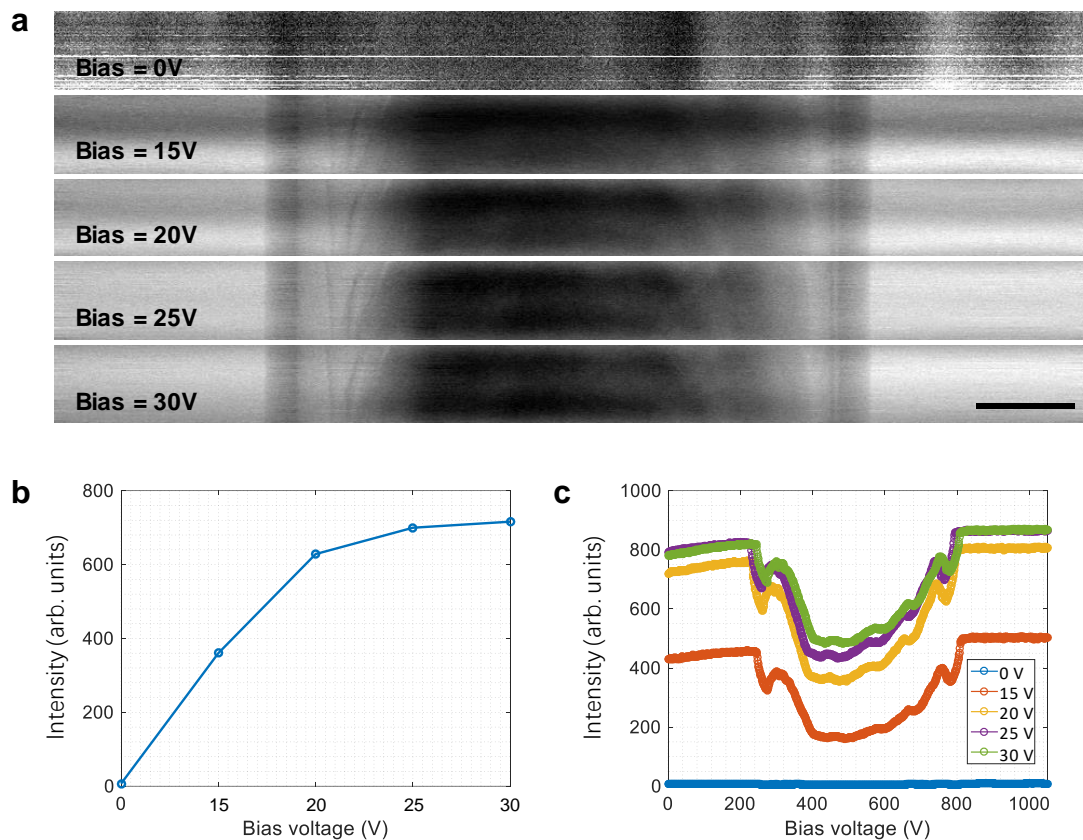 a
Bias = 0V
Bias = 15V
Bias = 20V
Bias = 25V
Bias = 30V
b
800
600
400
200
0
0 15 20 25 30
Intensity (arb. units)
Bias voltage (V)
c
1000
800
600
400
200
0
0 200 400 600 800 1000
Intensity (arb. units)
Bias voltage (V)
0 V
15 V
20 V
25 V
30 V